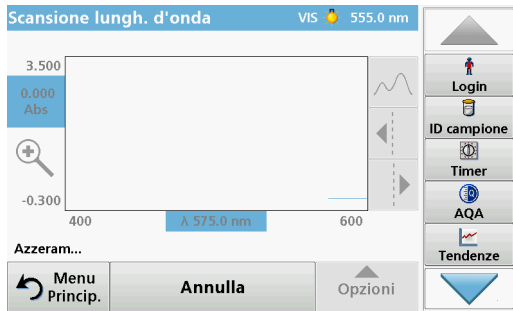 Scansione lungh. d'onda VIS 555.0 nm
3.500
0.000
Abs
-0.300
400 λ 575.0 nm 600
Azzeram...
Menu
Princip.
Annulla
Opzioni
Login
ID campione
Timer
AQA
Tendenze